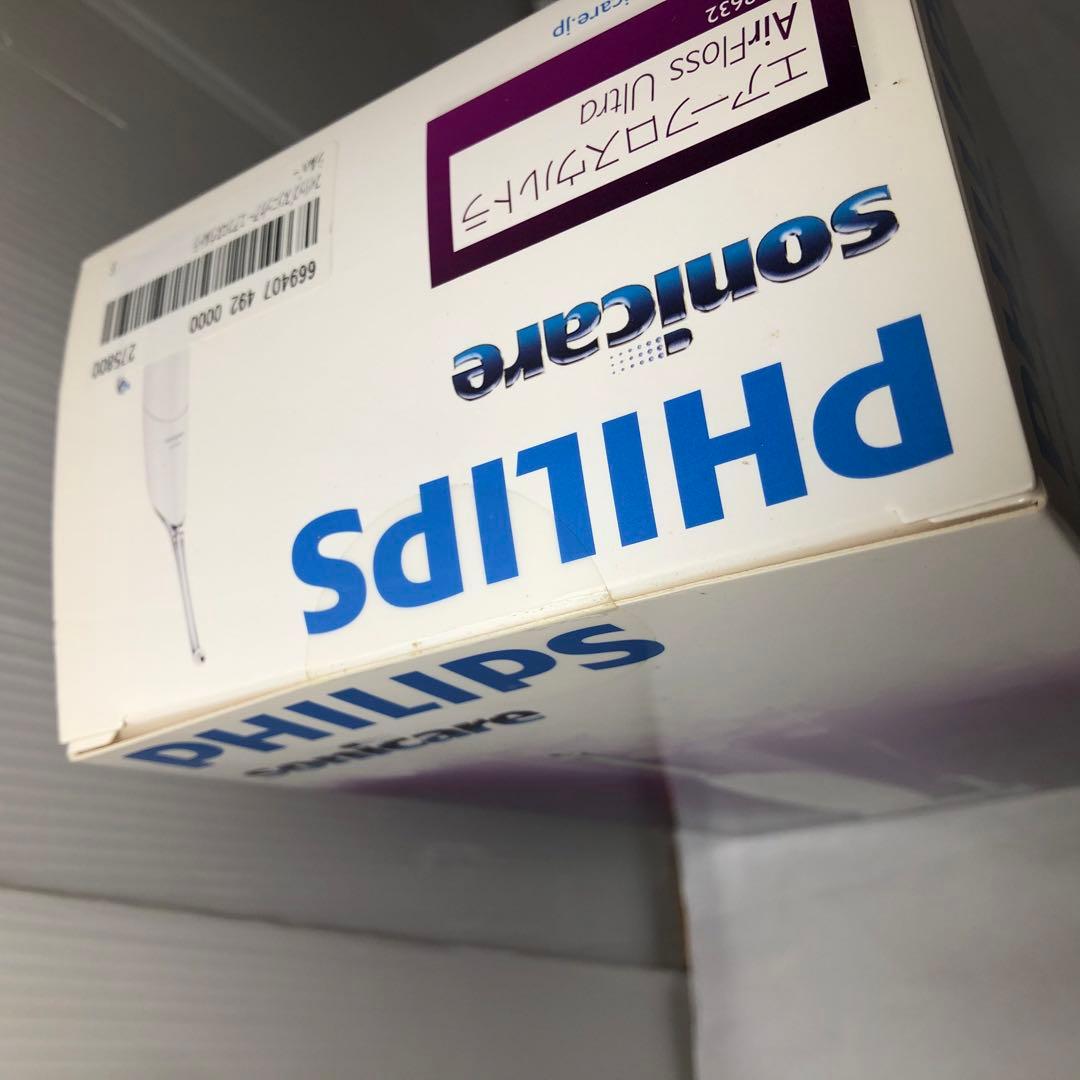 PHILIPS
sonicare
エアーフロスウルトラ
AirFloss Ultra
icare.jp
275800
669407 492 0000
PHILIPS
sonicare